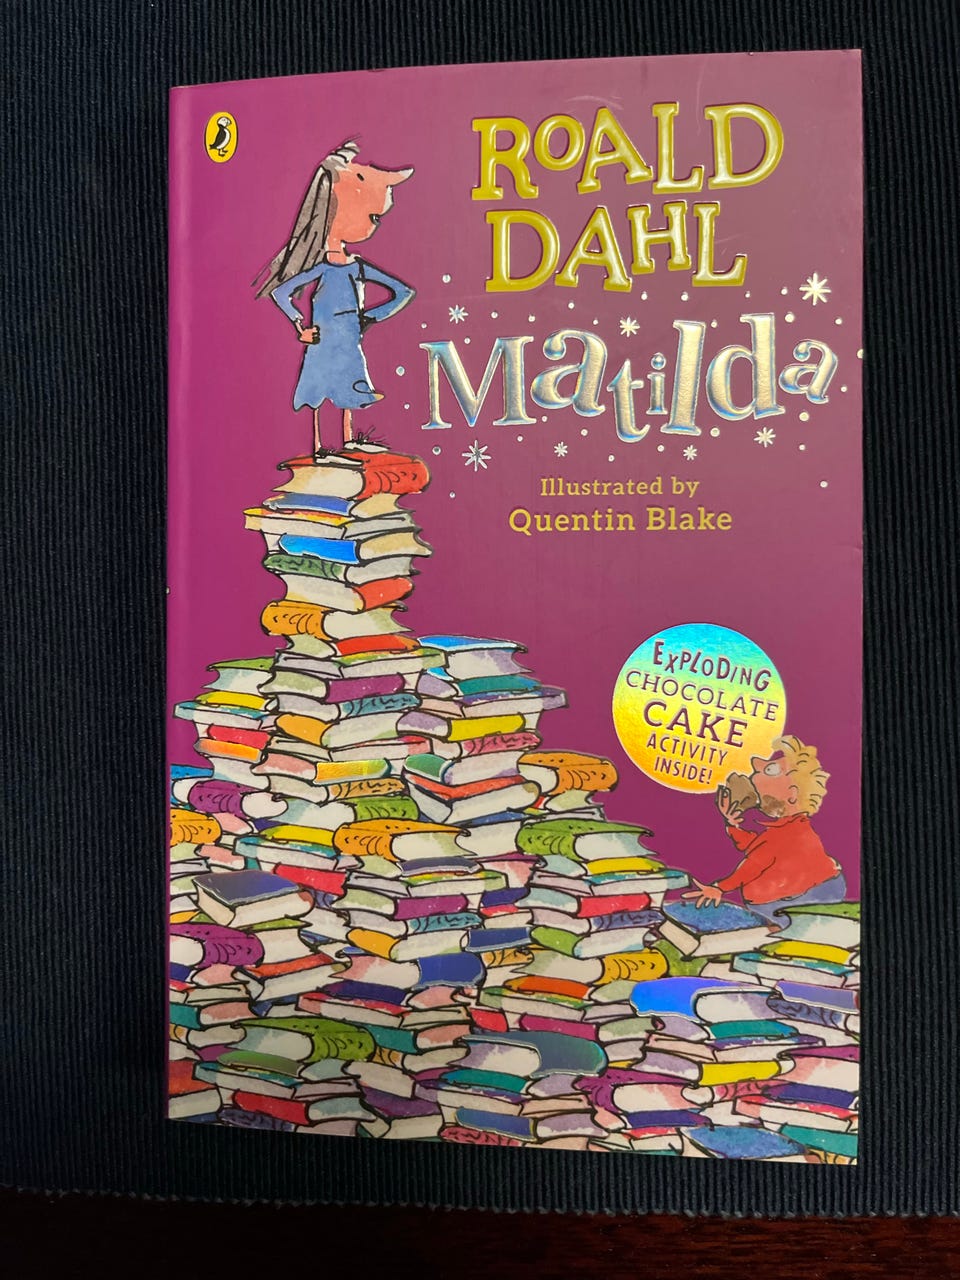 ROALD
DAHL
Matilda
Illustrated by
Quentin Blake
EXPLODING
CHOCOLATE
CAKE
ACTIVITY
INSIDE!